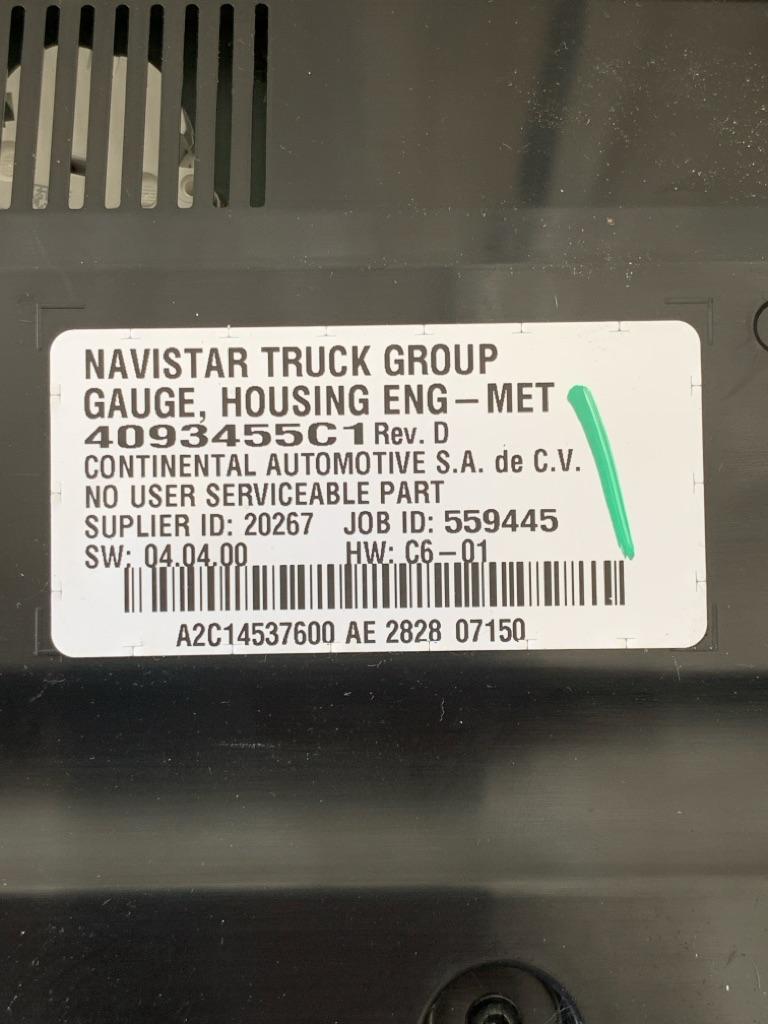 NAVISTAR TRUCK GROUP
GAUGE, HOUSING ENG-MET
4093455C1 Rev. D
CONTINENTAL AUTOMOTIVE S.A. de C.V.
NO USER SERVICEABLE PART
SUPLIER ID: 20267 JOB ID: 559445
SW: 04.04.00 HW: C6-01
A2C14537600 AE 2828 07150